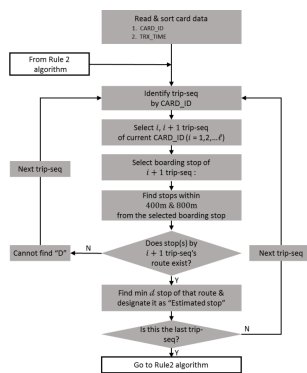 Read & sort card data
1. CARD_ID
2. TRX_TIME
From Rule 2
algorithm
Identify trip-seq
by CARD_ID
Select i, i + 1 trip-seq
of current CARD_ID (i = 1,2,...ℓ)
Next trip-seq
Select boarding stop of
i + 1 trip-seq :
Find stops within
400m & 800m
from the selected boarding stop
Cannot find "D"
N
Does stop(s) by
i + 1 trip-seq's
route exist?
Next trip-seq
Y
Find min d stop of that route &
designate it as "Estimated stop"
Is this the last trip-
seq?
N
Y
Go to Rule2 algorithm